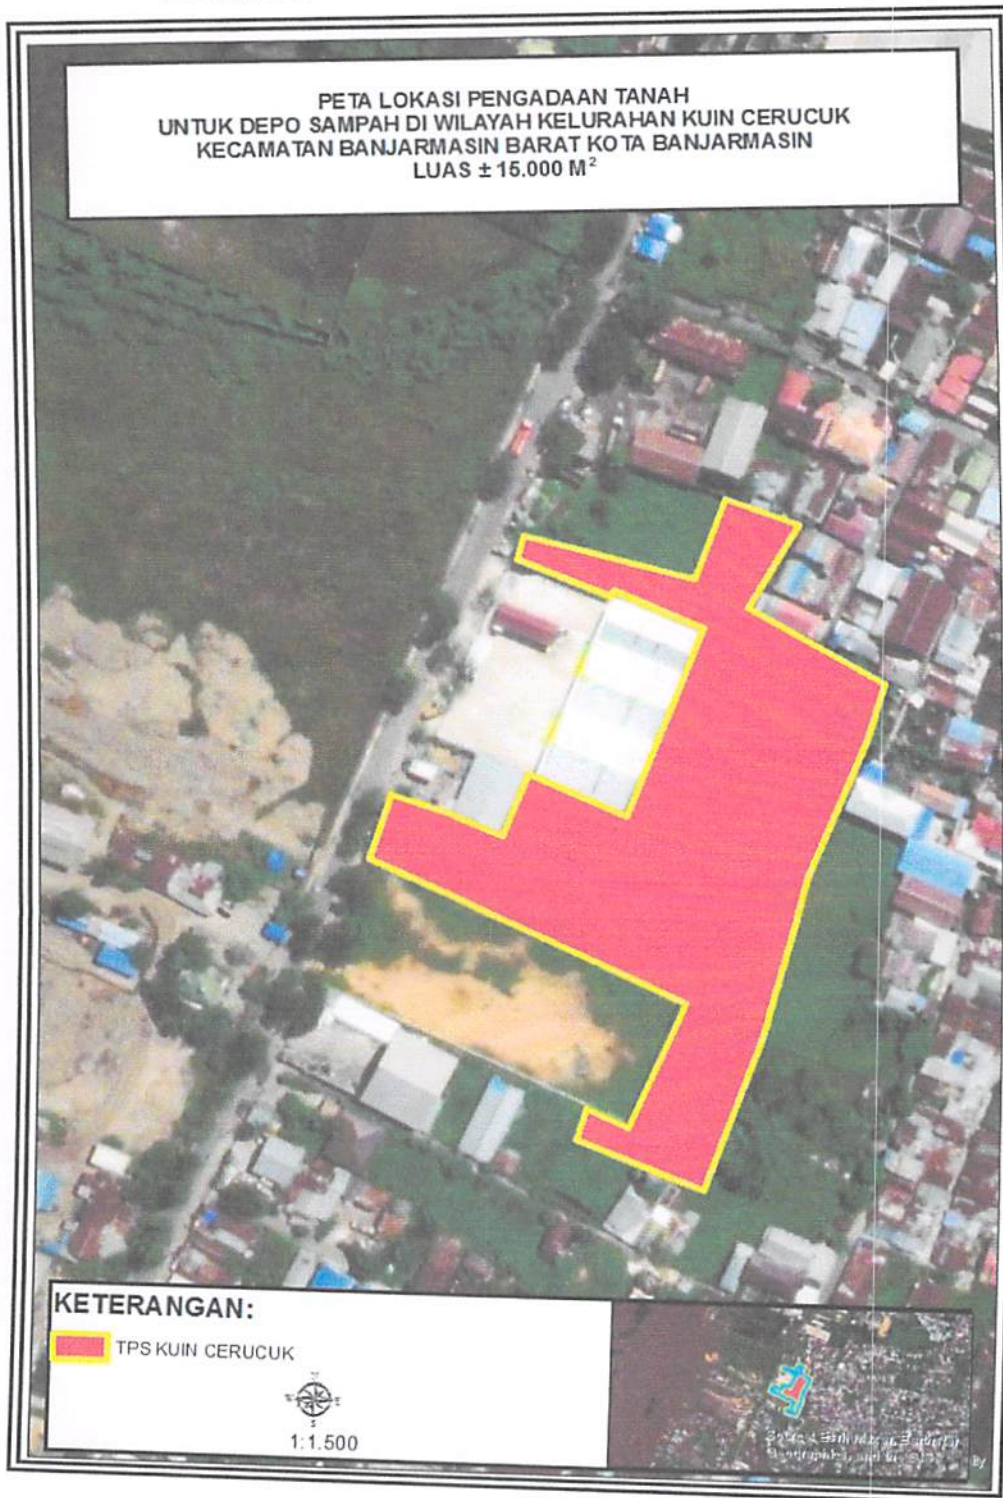 PETA LOKASI PENGADAAN TANAH
UNTUK DEPO SAMPAH DI WILAYAH KELURAHAN KUIN CERUCUK
KECAMATAN BANJARMASIN BARAT KOTA BANJARMASIN
LUAS ± 15.000 M²
KETERANGAN:
TPS KUIN CERUCUK
1:1.500